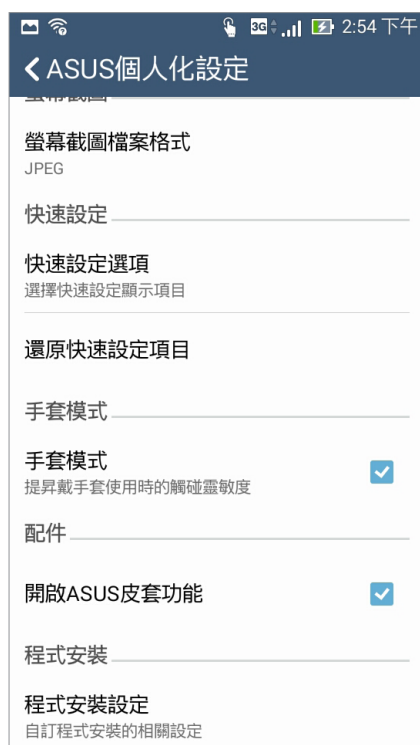 3G 2:54 下午
ASUS個人化設定
螢幕截圖
螢幕截圖檔案格式
JPEG
快速設定
快速設定選項
選擇快速設定顯示項目
還原快速設定項目
手套模式
手套模式
提昇戴手套使用時的觸碰靈敏度
配件
開啟ASUS皮套功能
程式安裝
程式安裝設定
自訂程式安裝的相關設定